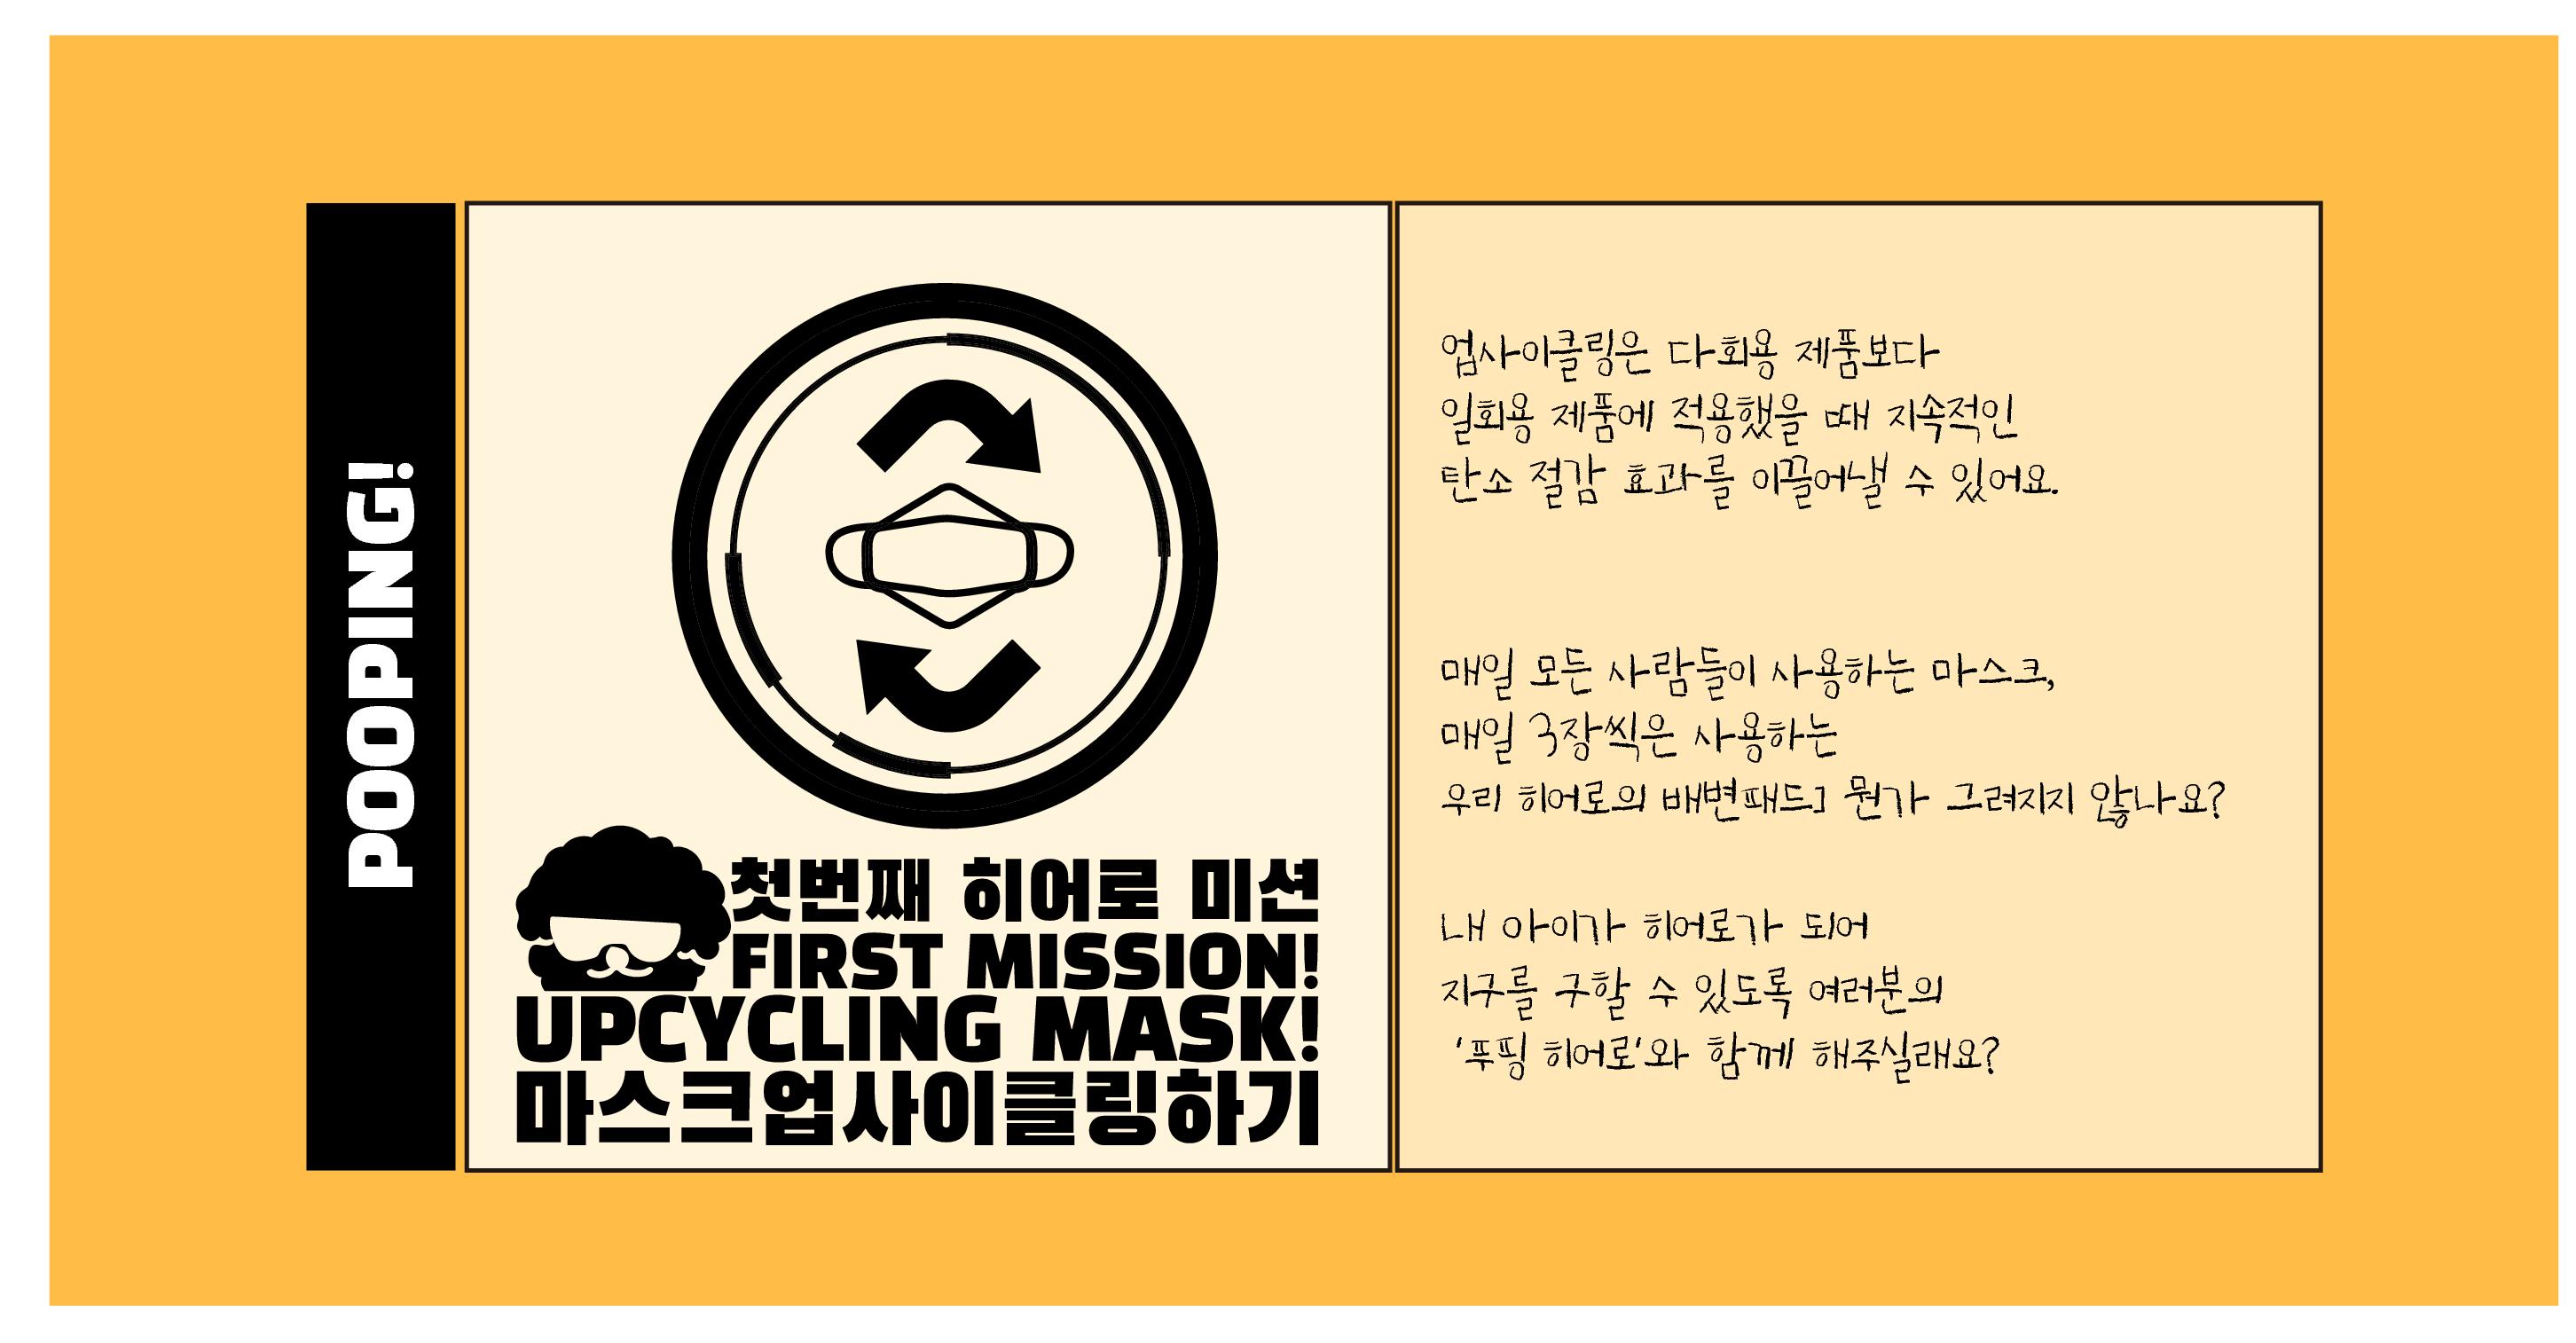 POOPING!
첫번째 히어로 미션
FIRST MISSION!
UPCYCLING MASK!
마스크업사이클링하기
업사이클링은 다회용 제품보다
일회용 제품에 적용했을 때 지속적인
탄소 절감 효과를 이끌어낼 수 있어요.
매일 모든 사람들이 사용하는 마스크,
매일 3장씩은 사용하는
우리 히어로의 배변패드] 뭔가 그려지지 않나요?
내 아이가 히어로가 되어
지구를 구할 수 있도록 여러분의
'푸핑 히어로'와 함께 해주실래요?